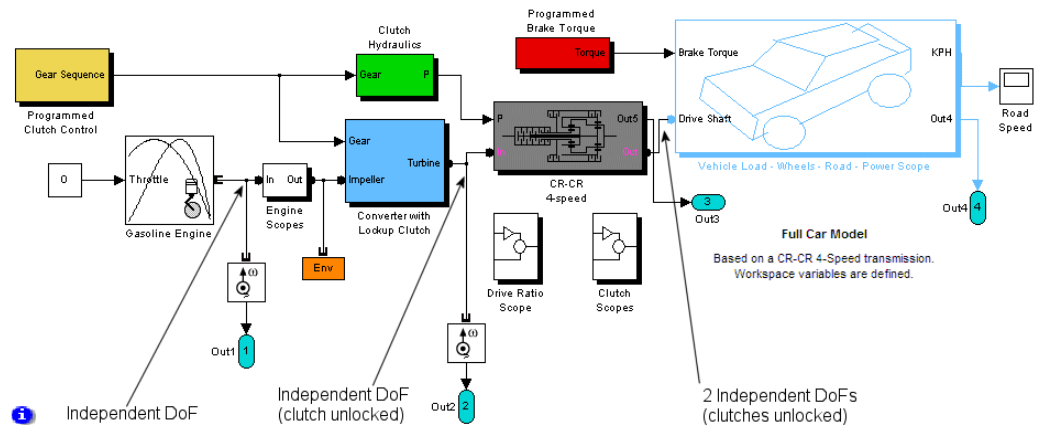 Clutch
Hydraulics
Programmed
Brake Torque
Gear Sequence
Gear
P
Torque
Brake Torque
KPH
Programmed
Clutch Control
Road
Speed
P
Out5
Drive Shaft
Out4
Gear
Turbine
In
Out
Vehicle Load - Wheels - Road - Power Scope
0
Throttle
In
Out
Impeller
CR-CR
4-speed
Gasoline Engine
Engine
Scopes
Converter with
Lookup Clutch
3
Out3
Out4
4
Full Car Model
Based on a CR-CR 4-Speed transmission.
Workspace variables are defined.
Env
ω
Drive Ratio
Scope
Clutch
Scopes
ω
Out1
1
Out2
2
i
Independent DoF
Independent DoF
(clutch unlocked)
2 Independent DoFs
(clutches unlocked)